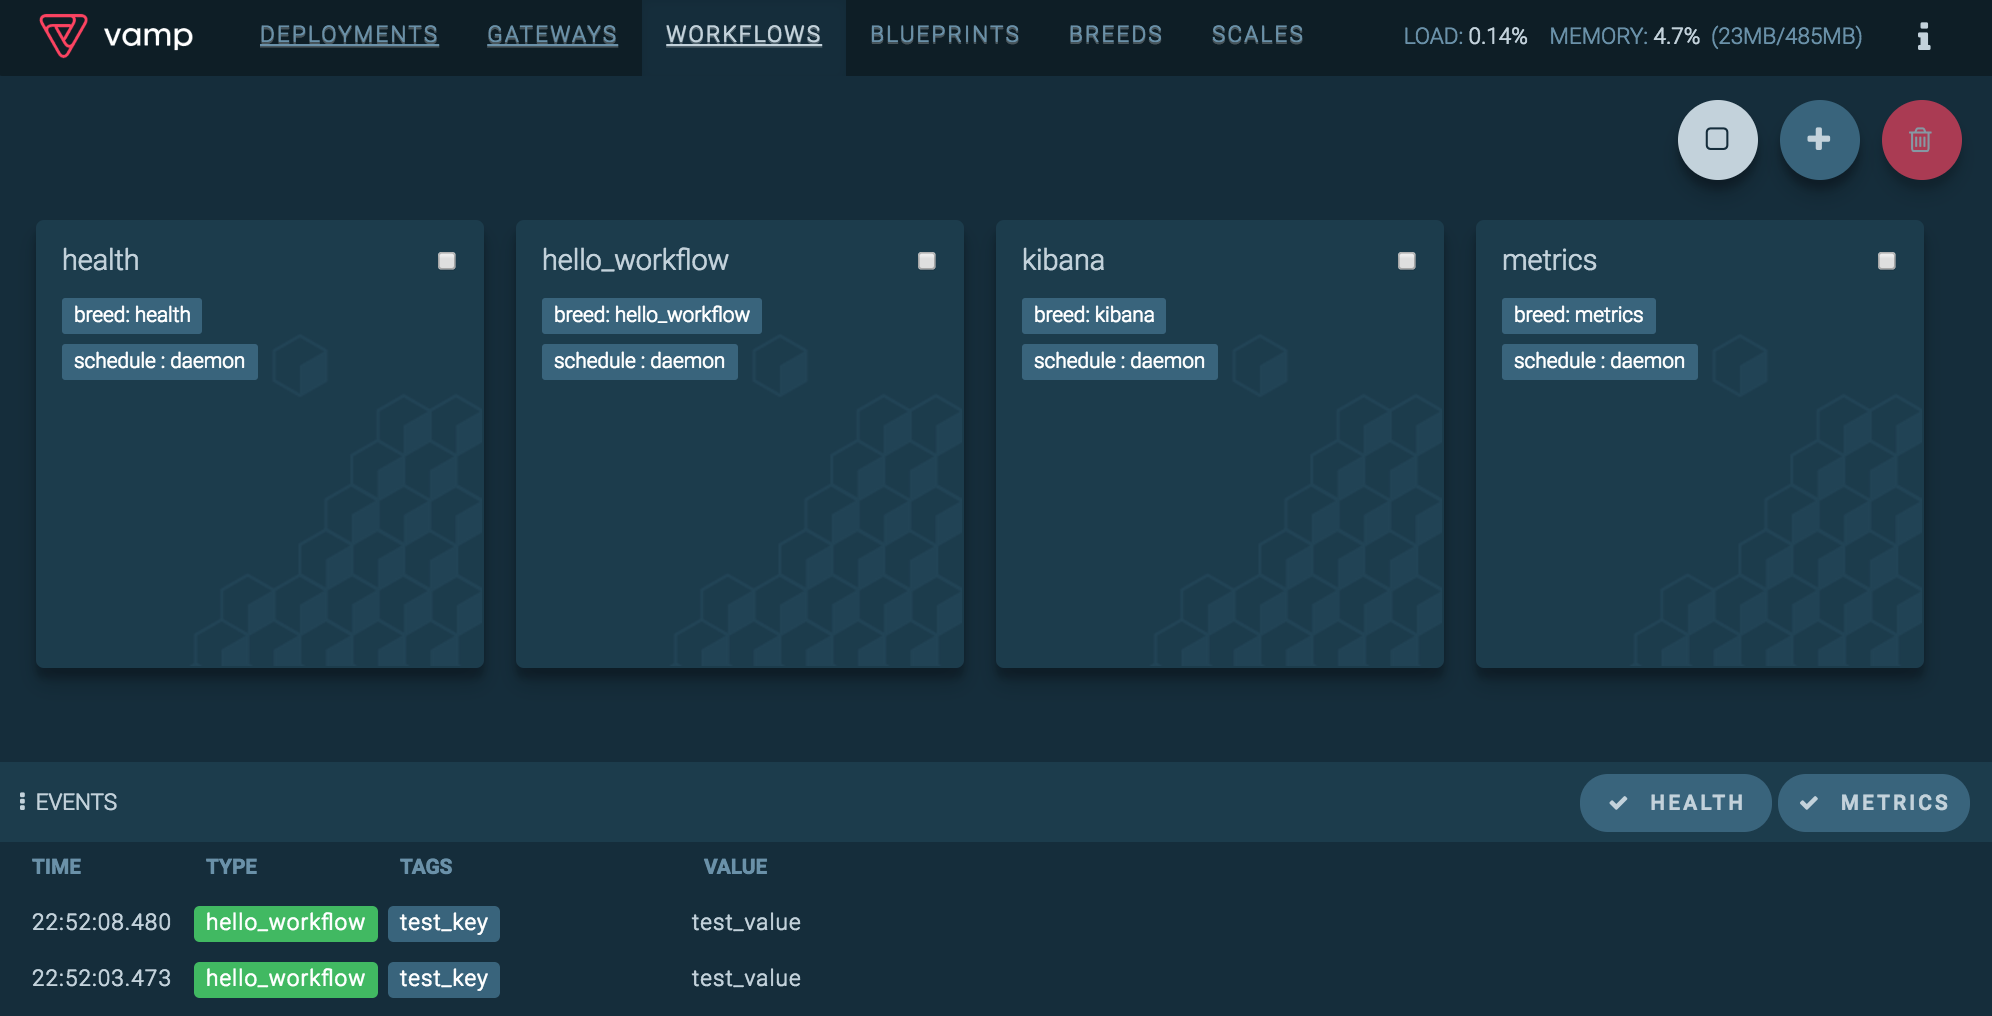 vamp DEPLOYMENTS GATEWAYS WORKFLOWS BLUEPRINTS BREEDS SCALES LOAD: 0.14% MEMORY: 4.7% (23MB/485MB)
health
breed: health
schedule : daemon
hello_workflow
breed: hello_workflow
schedule : daemon
kibana
breed: kibana
schedule : daemon
metrics
breed: metrics
schedule : daemon
EVENTS HEALTH METRICS
TIME TYPE TAGS VALUE
22:52:08.480 hello_workflow test_key test_value
22:52:03.473 hello_workflow test_key test_value